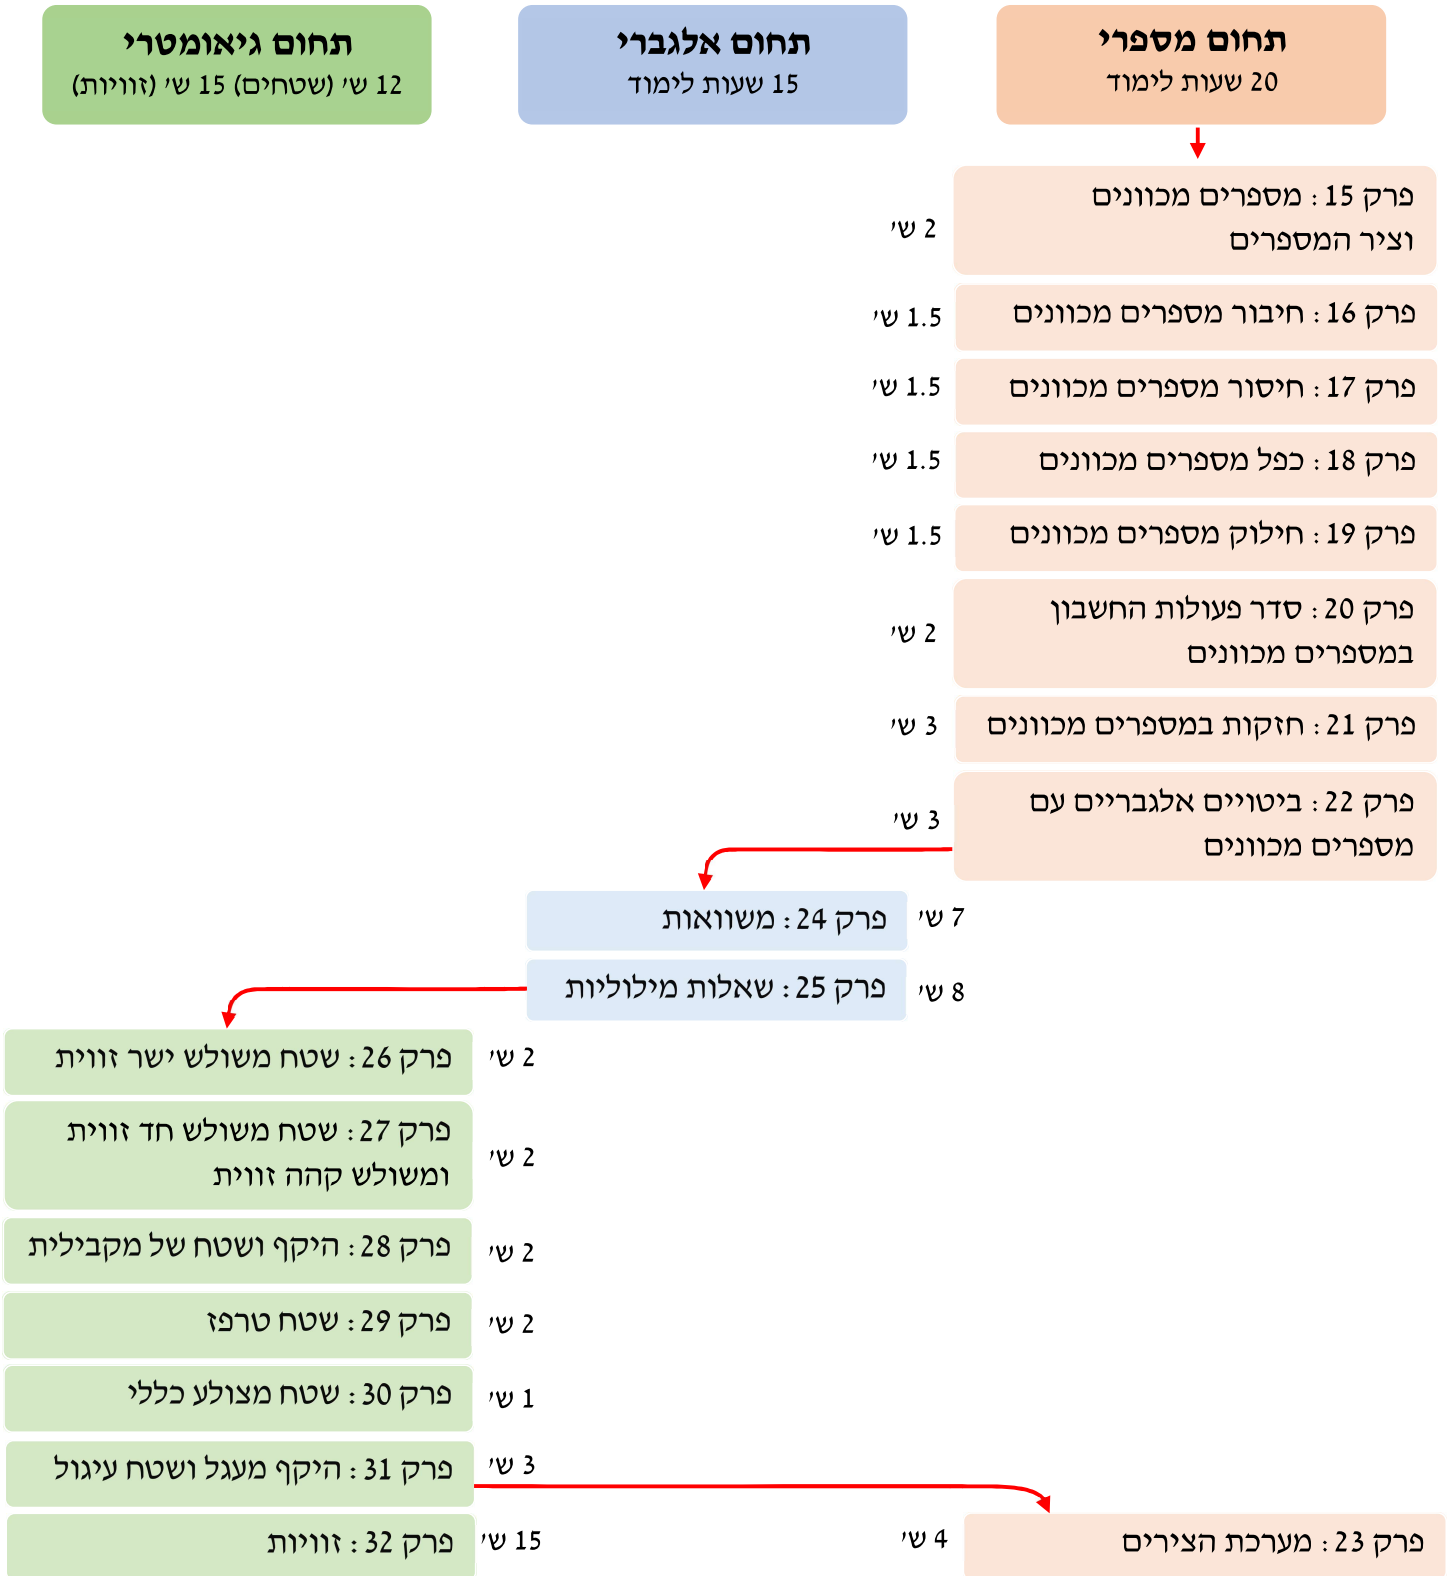 תחום מספרי
20 שעות לימוד
תחום אלגברי
15 שעות לימוד
תחום גיאומטרי
12 ש' (שטחים) 15 ש' (זוויות)
פרק 15: מספרים מכוונים
וציר המספרים
2 ש'
פרק 16: חיבור מספרים מכוונים
1.5 ש'
פרק 17: חיסור מספרים מכוונים
1.5 ש'
פרק 18: כפל מספרים מכוונים
1.5 ש'
פרק 19: חילוק מספרים מכוונים
1.5 ש'
פרק 20: סדר פעולות החשבון
במספרים מכוונים
2 ש'
פרק 21: חזקות במספרים מכוונים
3 ש'
פרק 22: ביטויים אלגבריים עם
מספרים מכוונים
3 ש'
7 ש'
פרק 24: משוואות
8 ש'
פרק 25: שאלות מילוליות
2 ש'
פרק 26: שטח משולש ישר זווית
2 ש'
פרק 27: שטח משולש חד זווית
ומשולש קהה זווית
2 ש'
פרק 28: היקף ושטח של מקבילית
2 ש'
פרק 29: שטח טרפז
1 ש'
פרק 30: שטח מצולע כללי
3 ש'
פרק 31: היקף מעגל ושטח עיגול
פרק 23: מערכת הצירים
4 ש'
15 ש'
פרק 32: זוויות